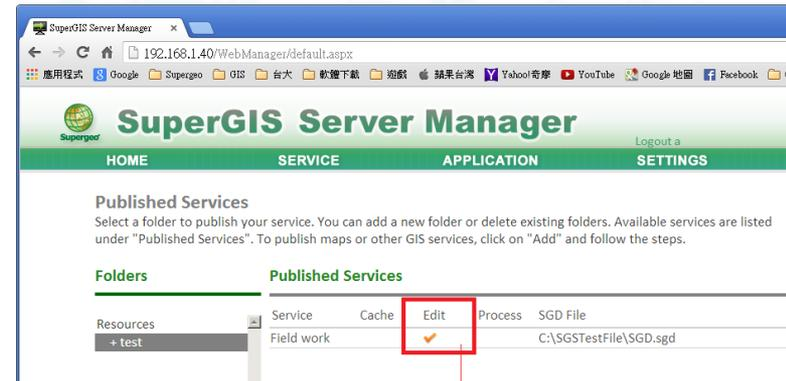 SuperGIS Server Manager
192.168.1.40/WebManager/default.aspx
應用程式 Google Supergeo GIS 台大 軟體下載 遊戲 蘋果台灣 Yahoo!奇摩 YouTube Google 地圖 Facebook
Supergeo SuperGIS Server Manager
Logout a
HOME SERVICE APPLICATION SETTINGS
Published Services
Select a folder to publish your service. You can add a new folder or delete existing folders. Available services are listed
under "Published Services". To publish maps or other GIS services, click on "Add" and follow the steps.
Folders Published Services
Service Cache Edit Process SGD File
Resources
Field work C:\SGSTestFile\SGD.sgd
+ test